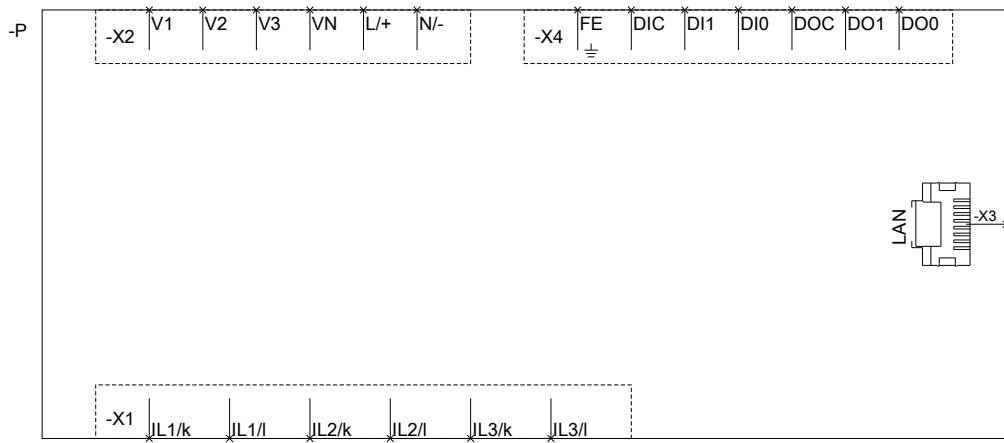 -P
-X2 V1 V2 V3 VN L/+ N/-
-X4 FE DIC DI1 DI0 DOC DO1 DO0
LAN
-X3
-X1 IL1/k IL1/l IL2/k IL2/l IL3/k IL3/l